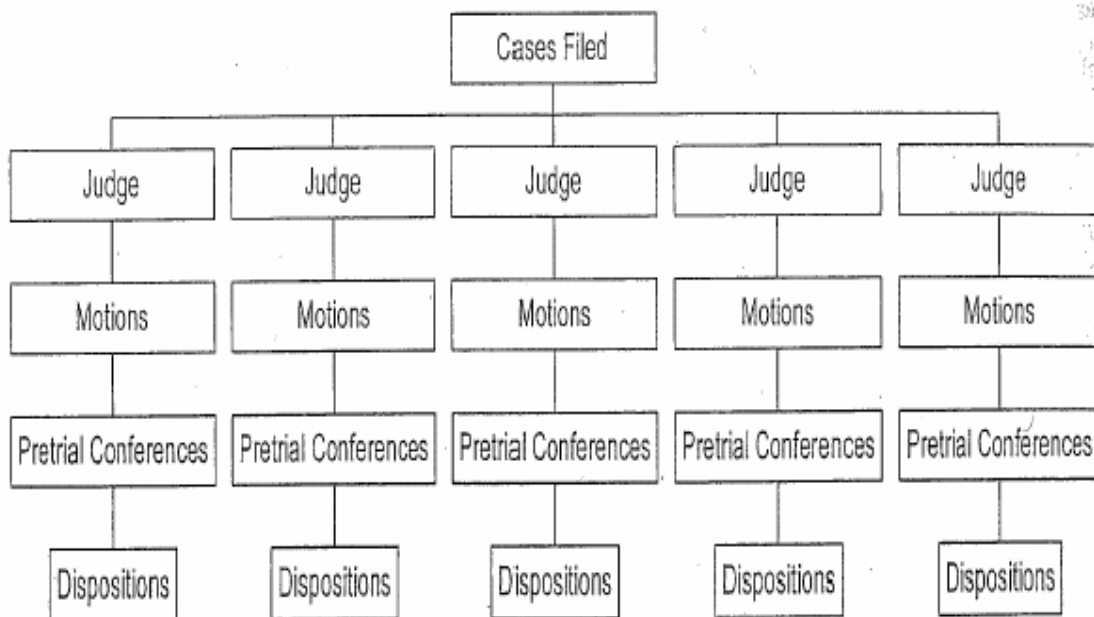 Cases Filed
Judge Judge Judge Judge Judge
Motions Motions Motions Motions Motions
Pretrial Conferences Pretrial Conferences Pretrial Conferences Pretrial Conferences Pretrial Conferences
Dispositions Dispositions Dispositions Dispositions Dispositions